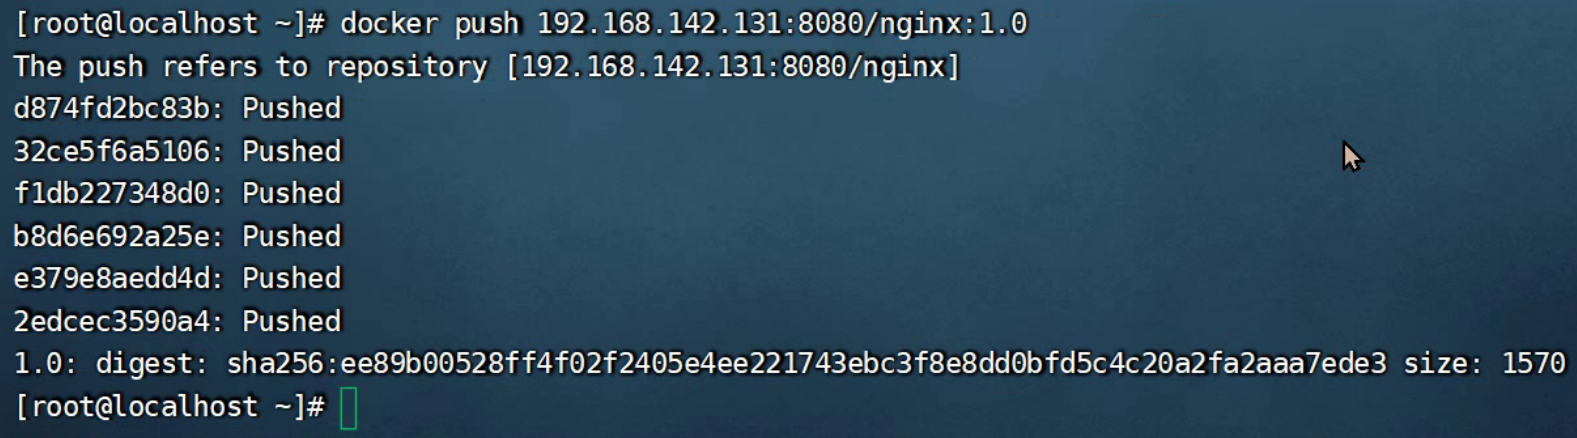 [root@localhost ~]# docker push 192.168.142.131:8080/nginx:1.0
The push refers to repository [192.168.142.131:8080/nginx]
d874fd2bc83b: Pushed
32ce5f6a5106: Pushed
f1db227348d0: Pushed
b8d6e692a25e: Pushed
e379e8aedd4d: Pushed
2edcec3590a4: Pushed
1.0: digest: sha256:ee89b00528ff4f02f2405e4ee221743ebc3f8e8dd0bfd5c4c20a2fa2aaa7ede3 size: 1570
[root@localhost ~]#